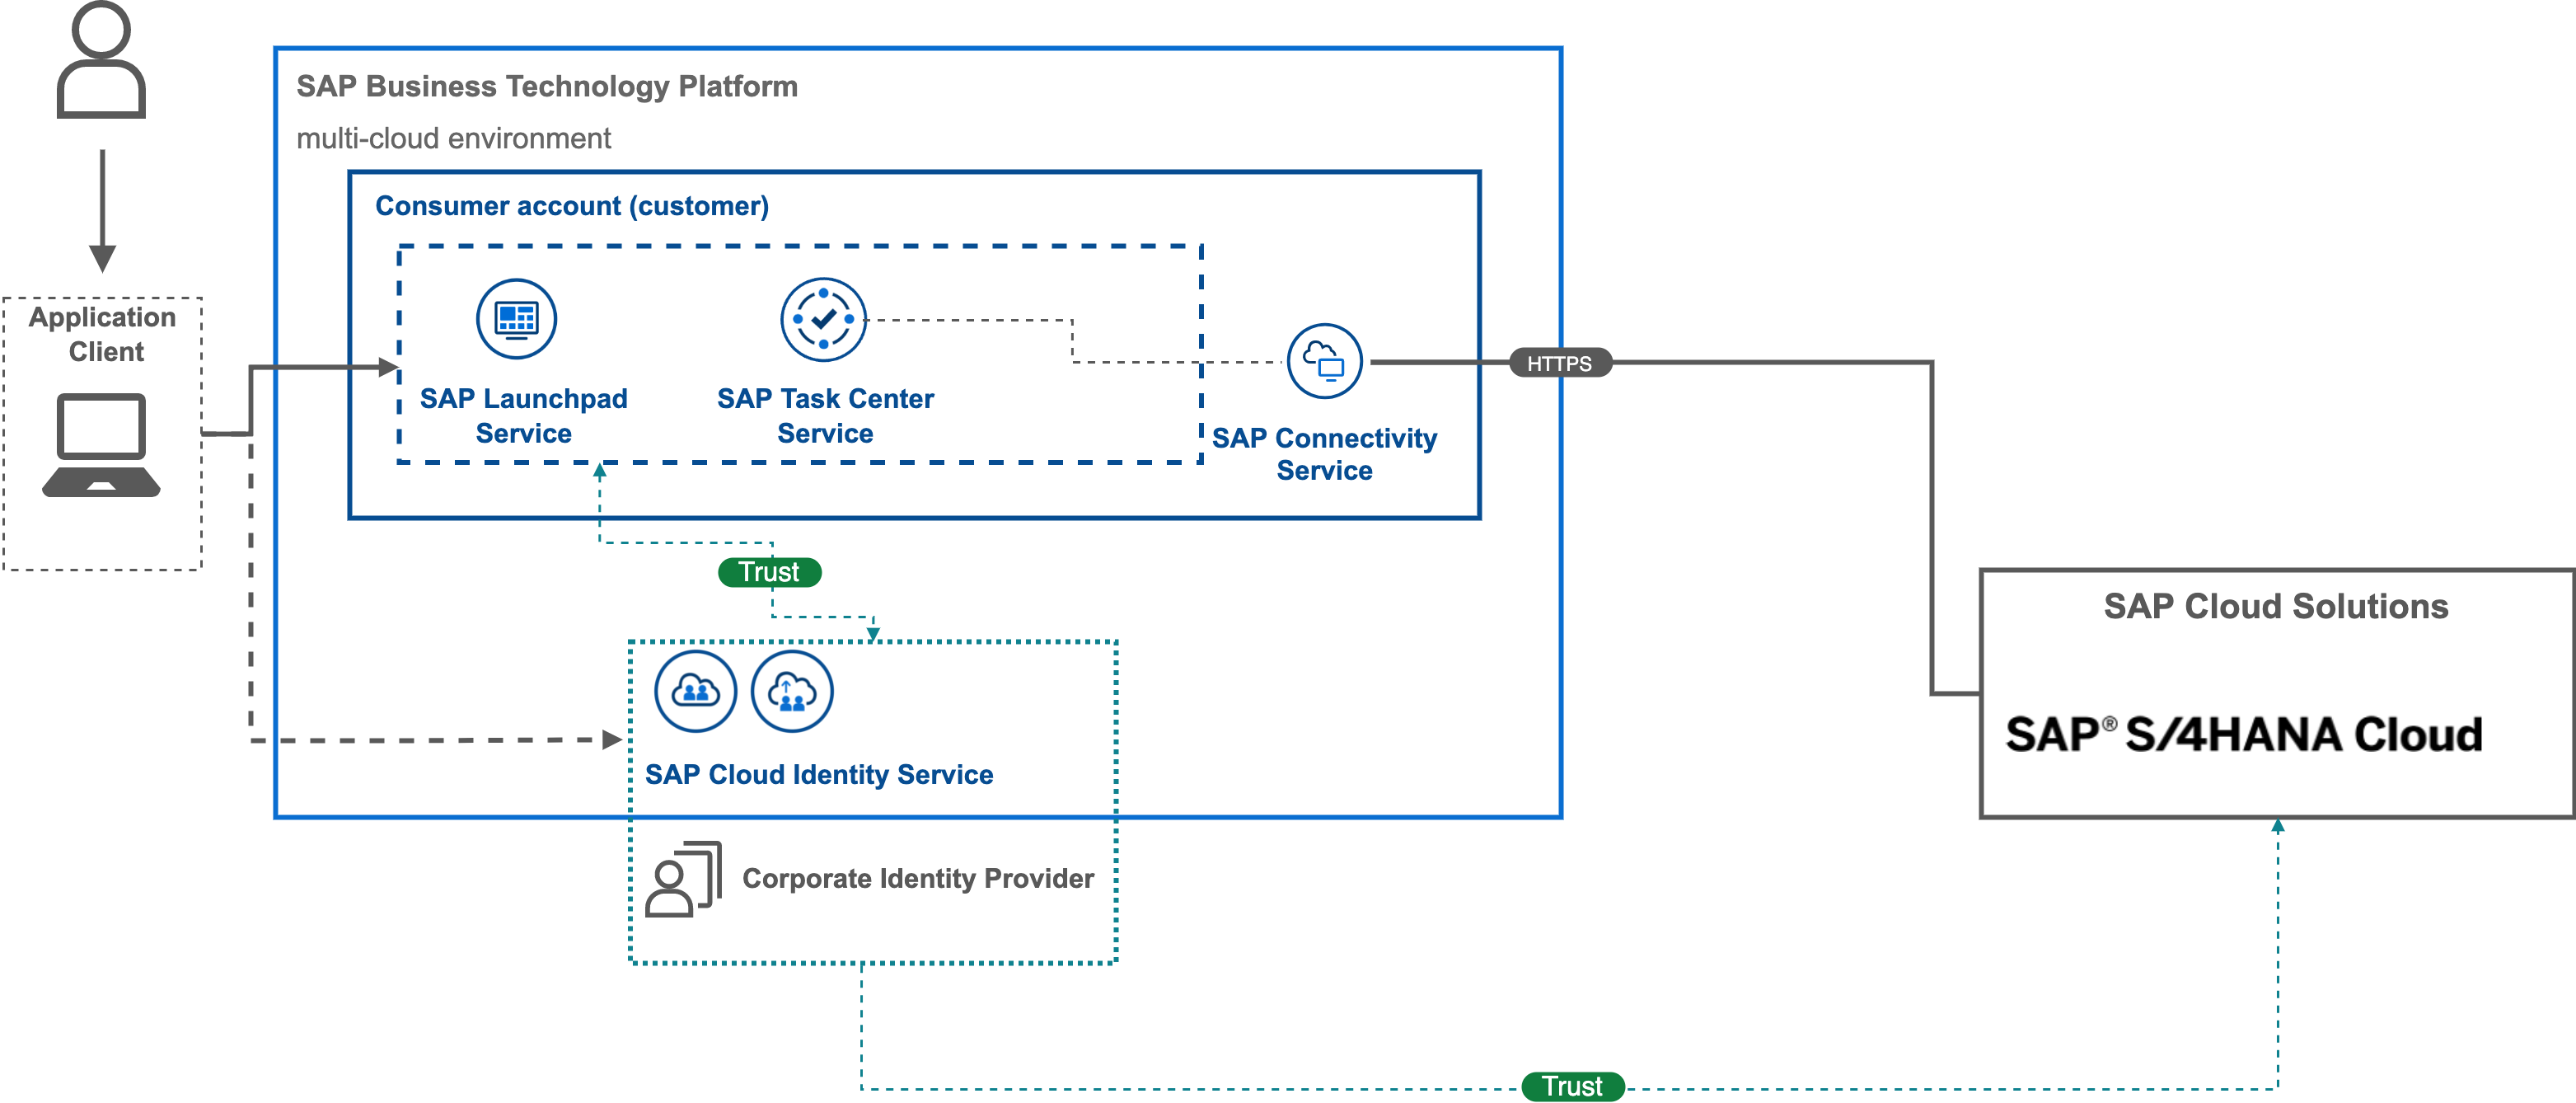 SAP Business Technology Platform
multi-cloud environment
Consumer account (customer)
Application
Client
SAP Launchpad
Service
SAP Task Center
Service
SAP Connectivity
Service
HTTPS
Trust
SAP Cloud Solutions
SAP® S/4HANA Cloud
SAP Cloud Identity Service
Corporate Identity Provider
Trust